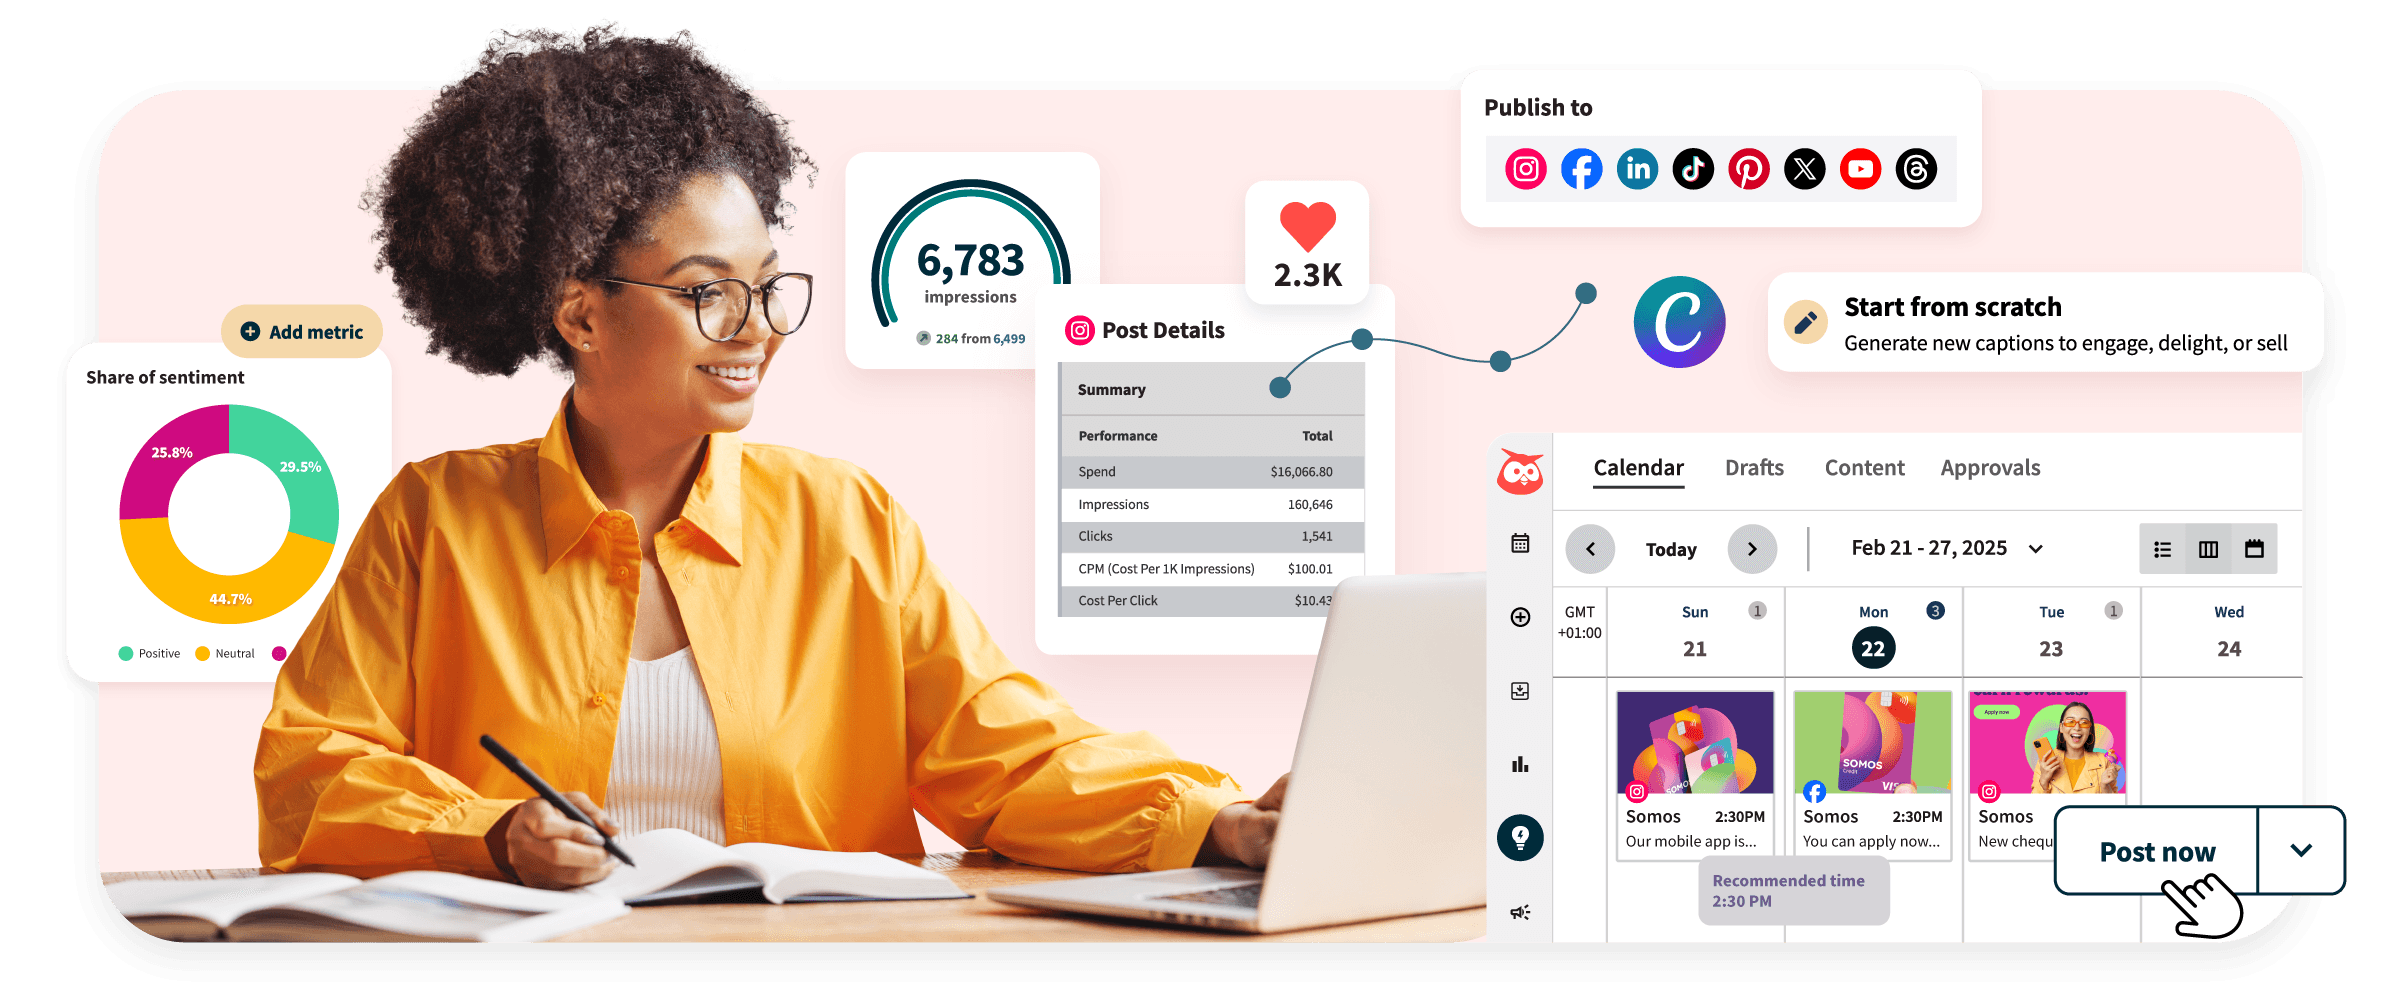 Add metric
Share of sentiment
25.8%
29.5%
44.7%
Positive
Neutral
6,783
impressions
284 from 6,499
2.3K
Post Details
Summary
Performance Total
Spend $16,066.80
Impressions 160,646
Clicks 1,541
CPM (Cost Per 1K Impressions) $100.01
Cost Per Click $10.43
Publish to
Start from scratch
Generate new captions to engage, delight, or sell
Calendar Drafts Content Approvals
Today
Feb 21 - 27, 2025
GMT
+01:00
Sun 1
21
Mon 3
22
Tue 1
23
Wed
24
SOMOS
Credit
VIS
Apply now
Somos 2:30PM
Our mobile app is...
Somos 2:30PM
You can apply now...
Somos
New chequ
Recommended time
2:30 PM
Post now